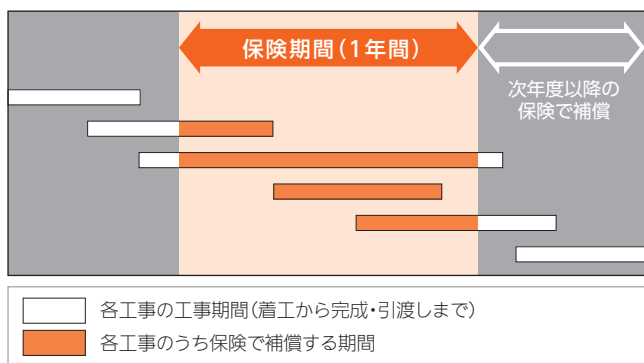 保険期間(1年間)
次年度以降の
保険で補償
各工事の工事期間(着工から完成・引渡しまで)
各工事のうち保険で補償する期間